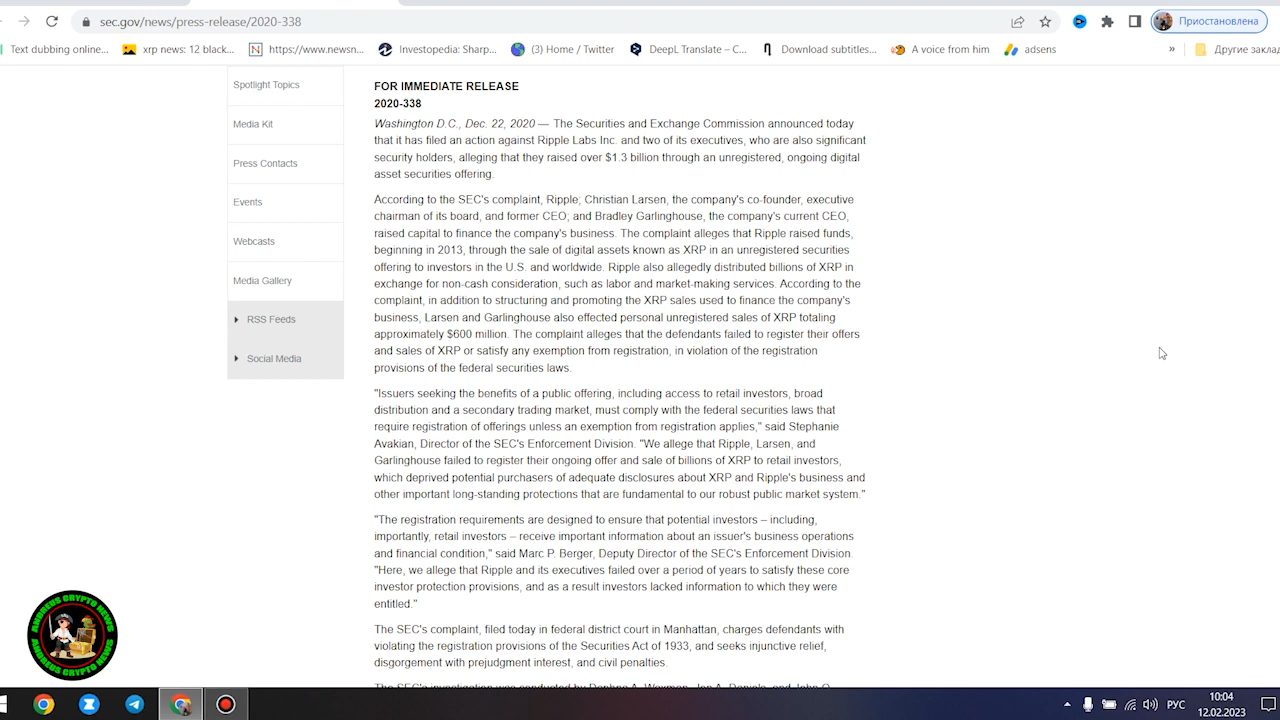 sec.gov/news/press-release/2020-338
Приостановлена
Text dubbing online...
xrp news: 12 black...
https://www.newsn...
Investopedia: Sharp...
(3) Home / Twitter
DeepL Translate – C...
Download subtitles...
A voice from him
adsens
»
Другие заклад
Spotlight Topics
Media Kit
Press Contacts
Events
Webcasts
Media Gallery
RSS Feeds
Social Media
FOR IMMEDIATE RELEASE
2020-338
Washington D.C., Dec. 22, 2020 — The Securities and Exchange Commission announced today
that it has filed an action against Ripple Labs Inc. and two of its executives, who are also significant
security holders, alleging that they raised over $1.3 billion through an unregistered, ongoing digital
asset securities offering.
According to the SEC's complaint, Ripple; Christian Larsen, the company's co-founder, executive
chairman of its board, and former CEO; and Bradley Garlinghouse, the company's current CEO,
raised capital to finance the company's business. The complaint alleges that Ripple raised funds,
beginning in 2013, through the sale of digital assets known as XRP in an unregistered securities
offering to investors in the U.S. and worldwide. Ripple also allegedly distributed billions of XRP in
exchange for non-cash consideration, such as labor and market-making services. According to the
complaint, in addition to structuring and promoting the XRP sales used to finance the company's
business, Larsen and Garlinghouse also effected personal unregistered sales of XRP totaling
approximately $600 million. The complaint alleges that the defendants failed to register their offers
and sales of XRP or satisfy any exemption from registration, in violation of the registration
provisions of the federal securities laws.
"Issuers seeking the benefits of a public offering, including access to retail investors, broad
distribution and a secondary trading market, must comply with the federal securities laws that
require registration of offerings unless an exemption from registration applies," said Stephanie
Avakian, Director of the SEC's Enforcement Division. "We allege that Ripple, Larsen, and
Garlinghouse failed to register their ongoing offer and sale of billions of XRP to retail investors,
which deprived potential purchasers of adequate disclosures about XRP and Ripple's business and
other important long-standing protections that are fundamental to our robust public market system."
"The registration requirements are designed to ensure that potential investors – including,
importantly, retail investors – receive important information about an issuer's business operations
and financial condition," said Marc P. Berger, Deputy Director of the SEC's Enforcement Division.
"Here, we allege that Ripple and its executives failed over a period of years to satisfy these core
investor protection provisions, and as a result investors lacked information to which they were
entitled."
The SEC's complaint, filed today in federal district court in Manhattan, charges defendants with
violating the registration provisions of the Securities Act of 1933, and seeks injunctive relief,
disgorgement with prejudgment interest, and civil penalties.
The SEC's investigation was conducted by Daphna A. Waxman, Jon A. Daniels, and John O.
ANDREUS CRYPTO NEWS
ANDREUS CRYPTO NEWS
РУС
10:04
12.02.2023